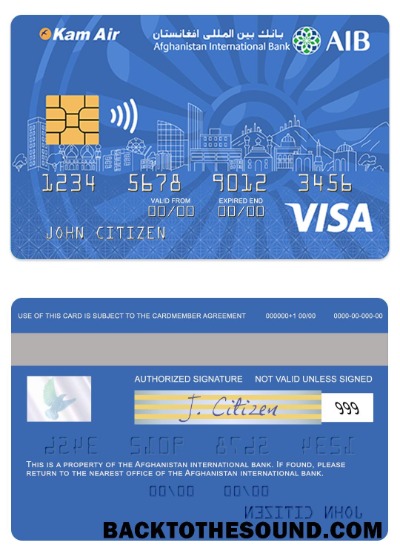 Kam Air
بانک بین المللی افغانستان
Afghanistan International Bank
AIB
1234 5678 9012 3456
VALID FROM EXPIRED END
00/00 00/00
VISA
JOHN CITIZEN
USE OF THIS CARD IS SUBJECT TO THE CARDMEMBER AGREEMENT 000000+1 00/00 0000-00-000-00
AUTHORIZED SIGNATURE NOT VALID UNLESS SIGNED
J. Citizen 999
THIS IS A PROPERTY OF THE AFGHANISTAN INTERNATIONAL BANK. IF FOUND, PLEASE
RETURN TO THE NEAREST OFFICE OF THE AFGHANISTAN INTERNATIONAL BANK.
00/00 00/00
JOHN CITIZEN
BACKTOTHESOUND.COM